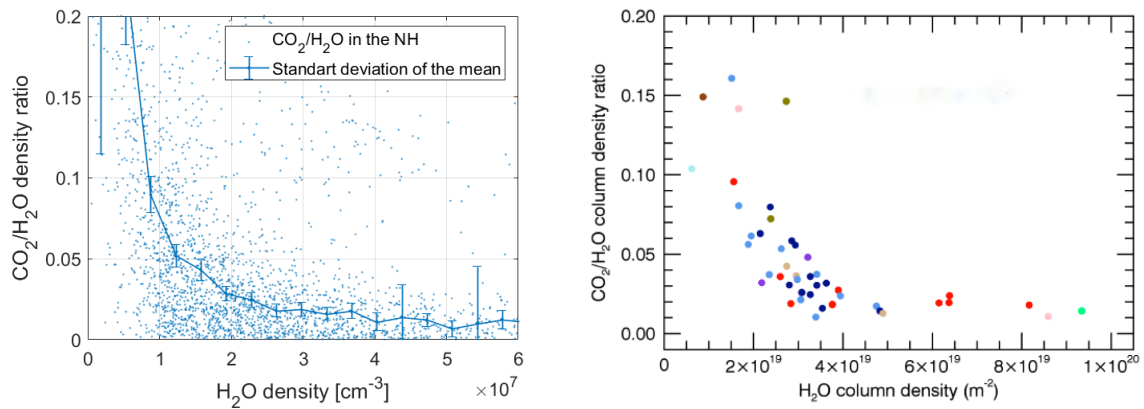 0.2
0.15
0.1
0.05
0
CO2/H2O density ratio
CO2/H2O in the NH
Standart deviation of the mean
0 1 2 3 4 5 6
H2O density [cm-3]
×10^7
0.20
0.15
0.10
0.05
0.00
CO2/H2O column density ratio
2×10^19 4×10^19 6×10^19 8×10^19 1×10^20
H2O column density (m-2)